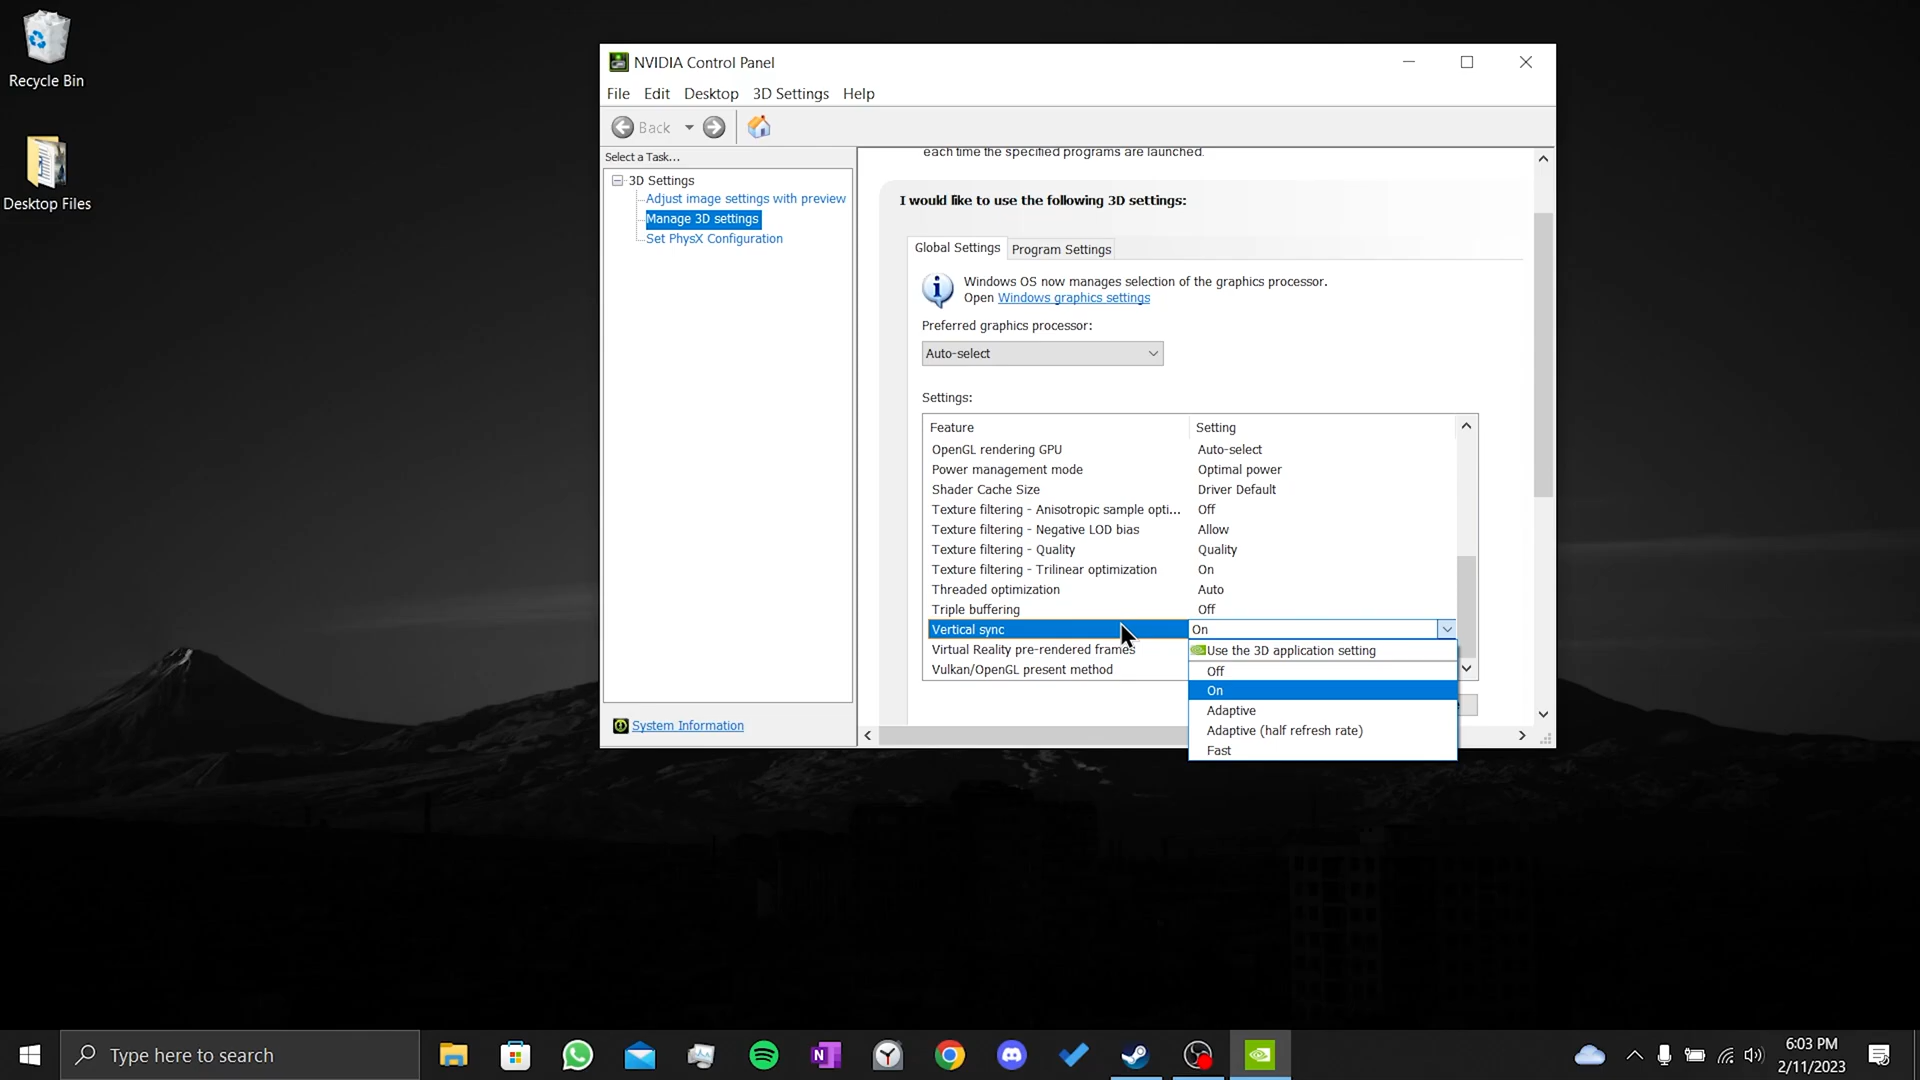 Recycle Bin
Desktop Files
NVIDIA Control Panel
File Edit Desktop 3D Settings Help
Back
Select a Task...
3D Settings
Adjust image settings with preview
Manage 3D settings
Set PhysX Configuration
System Information
each time the specified programs are launched.
I would like to use the following 3D settings:
Global Settings Program Settings
Windows OS now manages selection of the graphics processor.
Open Windows graphics settings
Preferred graphics processor:
Auto-select
Settings:
Feature Setting
OpenGL rendering GPU Auto-select
Power management mode Optimal power
Shader Cache Size Driver Default
Texture filtering - Anisotropic sample opti... Off
Texture filtering - Negative LOD bias Allow
Texture filtering - Quality Quality
Texture filtering - Trilinear optimization On
Threaded optimization Auto
Triple buffering Off
Vertical sync On
Virtual Reality pre-rendered frames
Vulkan/OpenGL present method
Use the 3D application setting
Off
On
Adaptive
Adaptive (half refresh rate)
Fast
Type here to search
6:03 PM
2/11/2023